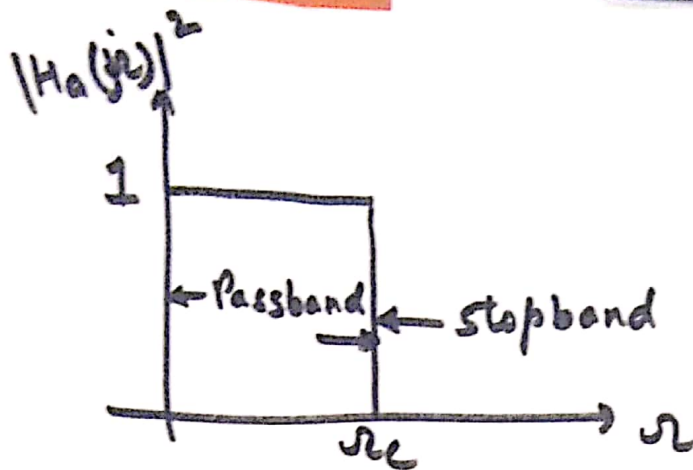 |Ha(jΩ)|²
1
Passband
Stopband
Ωc
Ω